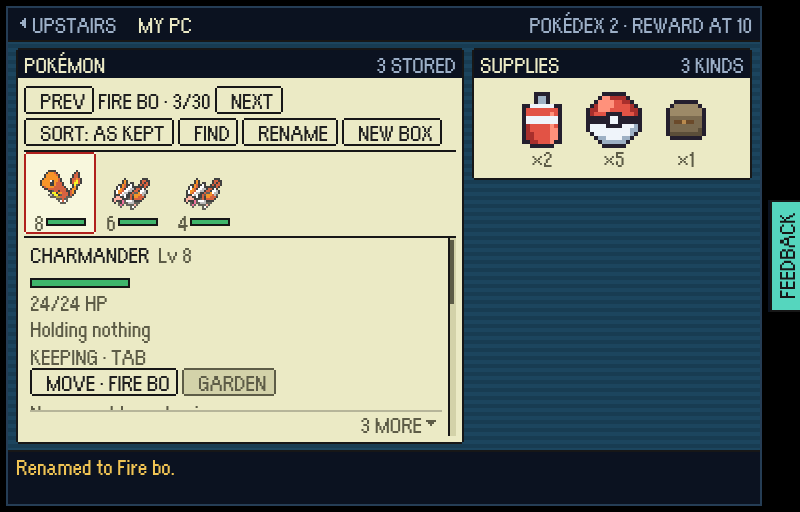 UPSTAIRS MY PC POKÉDEX 2 · REWARD AT 10
POKÉMON 3 STORED
PREV FIRE BO · 3/30 NEXT
SORT: AS KEPT FIND RENAME NEW BOX
8 6 4
CHARMANDER Lv 8
24/24 HP
Holding nothing
KEEPING · TAB
MOVE · FIRE BO GARDEN
3 MORE
SUPPLIES 3 KINDS
×2 ×5 ×1
FEEDBACK
Renamed to Fire bo.